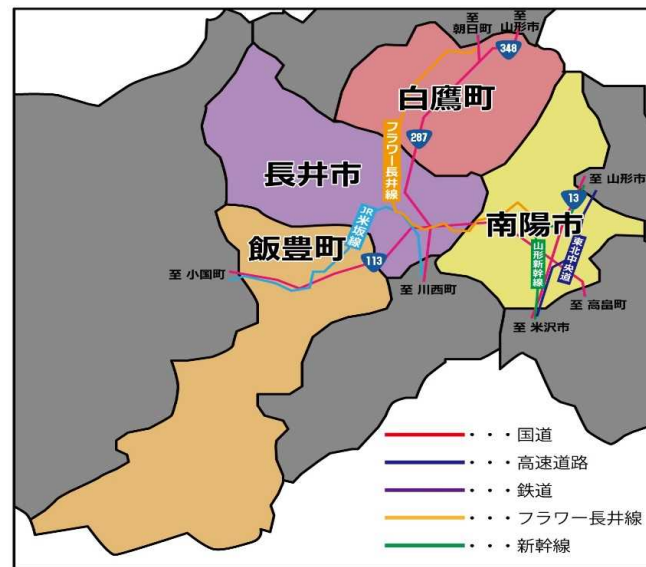 至
朝日町
至
山形市
348
白鷹町
287
フラワー長井線
長井市
至 山形市
13
南陽市
JR米坂線
飯豊町
山形新幹線
東北中央道
113
至 小国町
至 川西町
至 高畠町
至 米沢市
・・・国道
・・・高速道路
・・・鉄道
・・・フラワー長井線
・・・新幹線